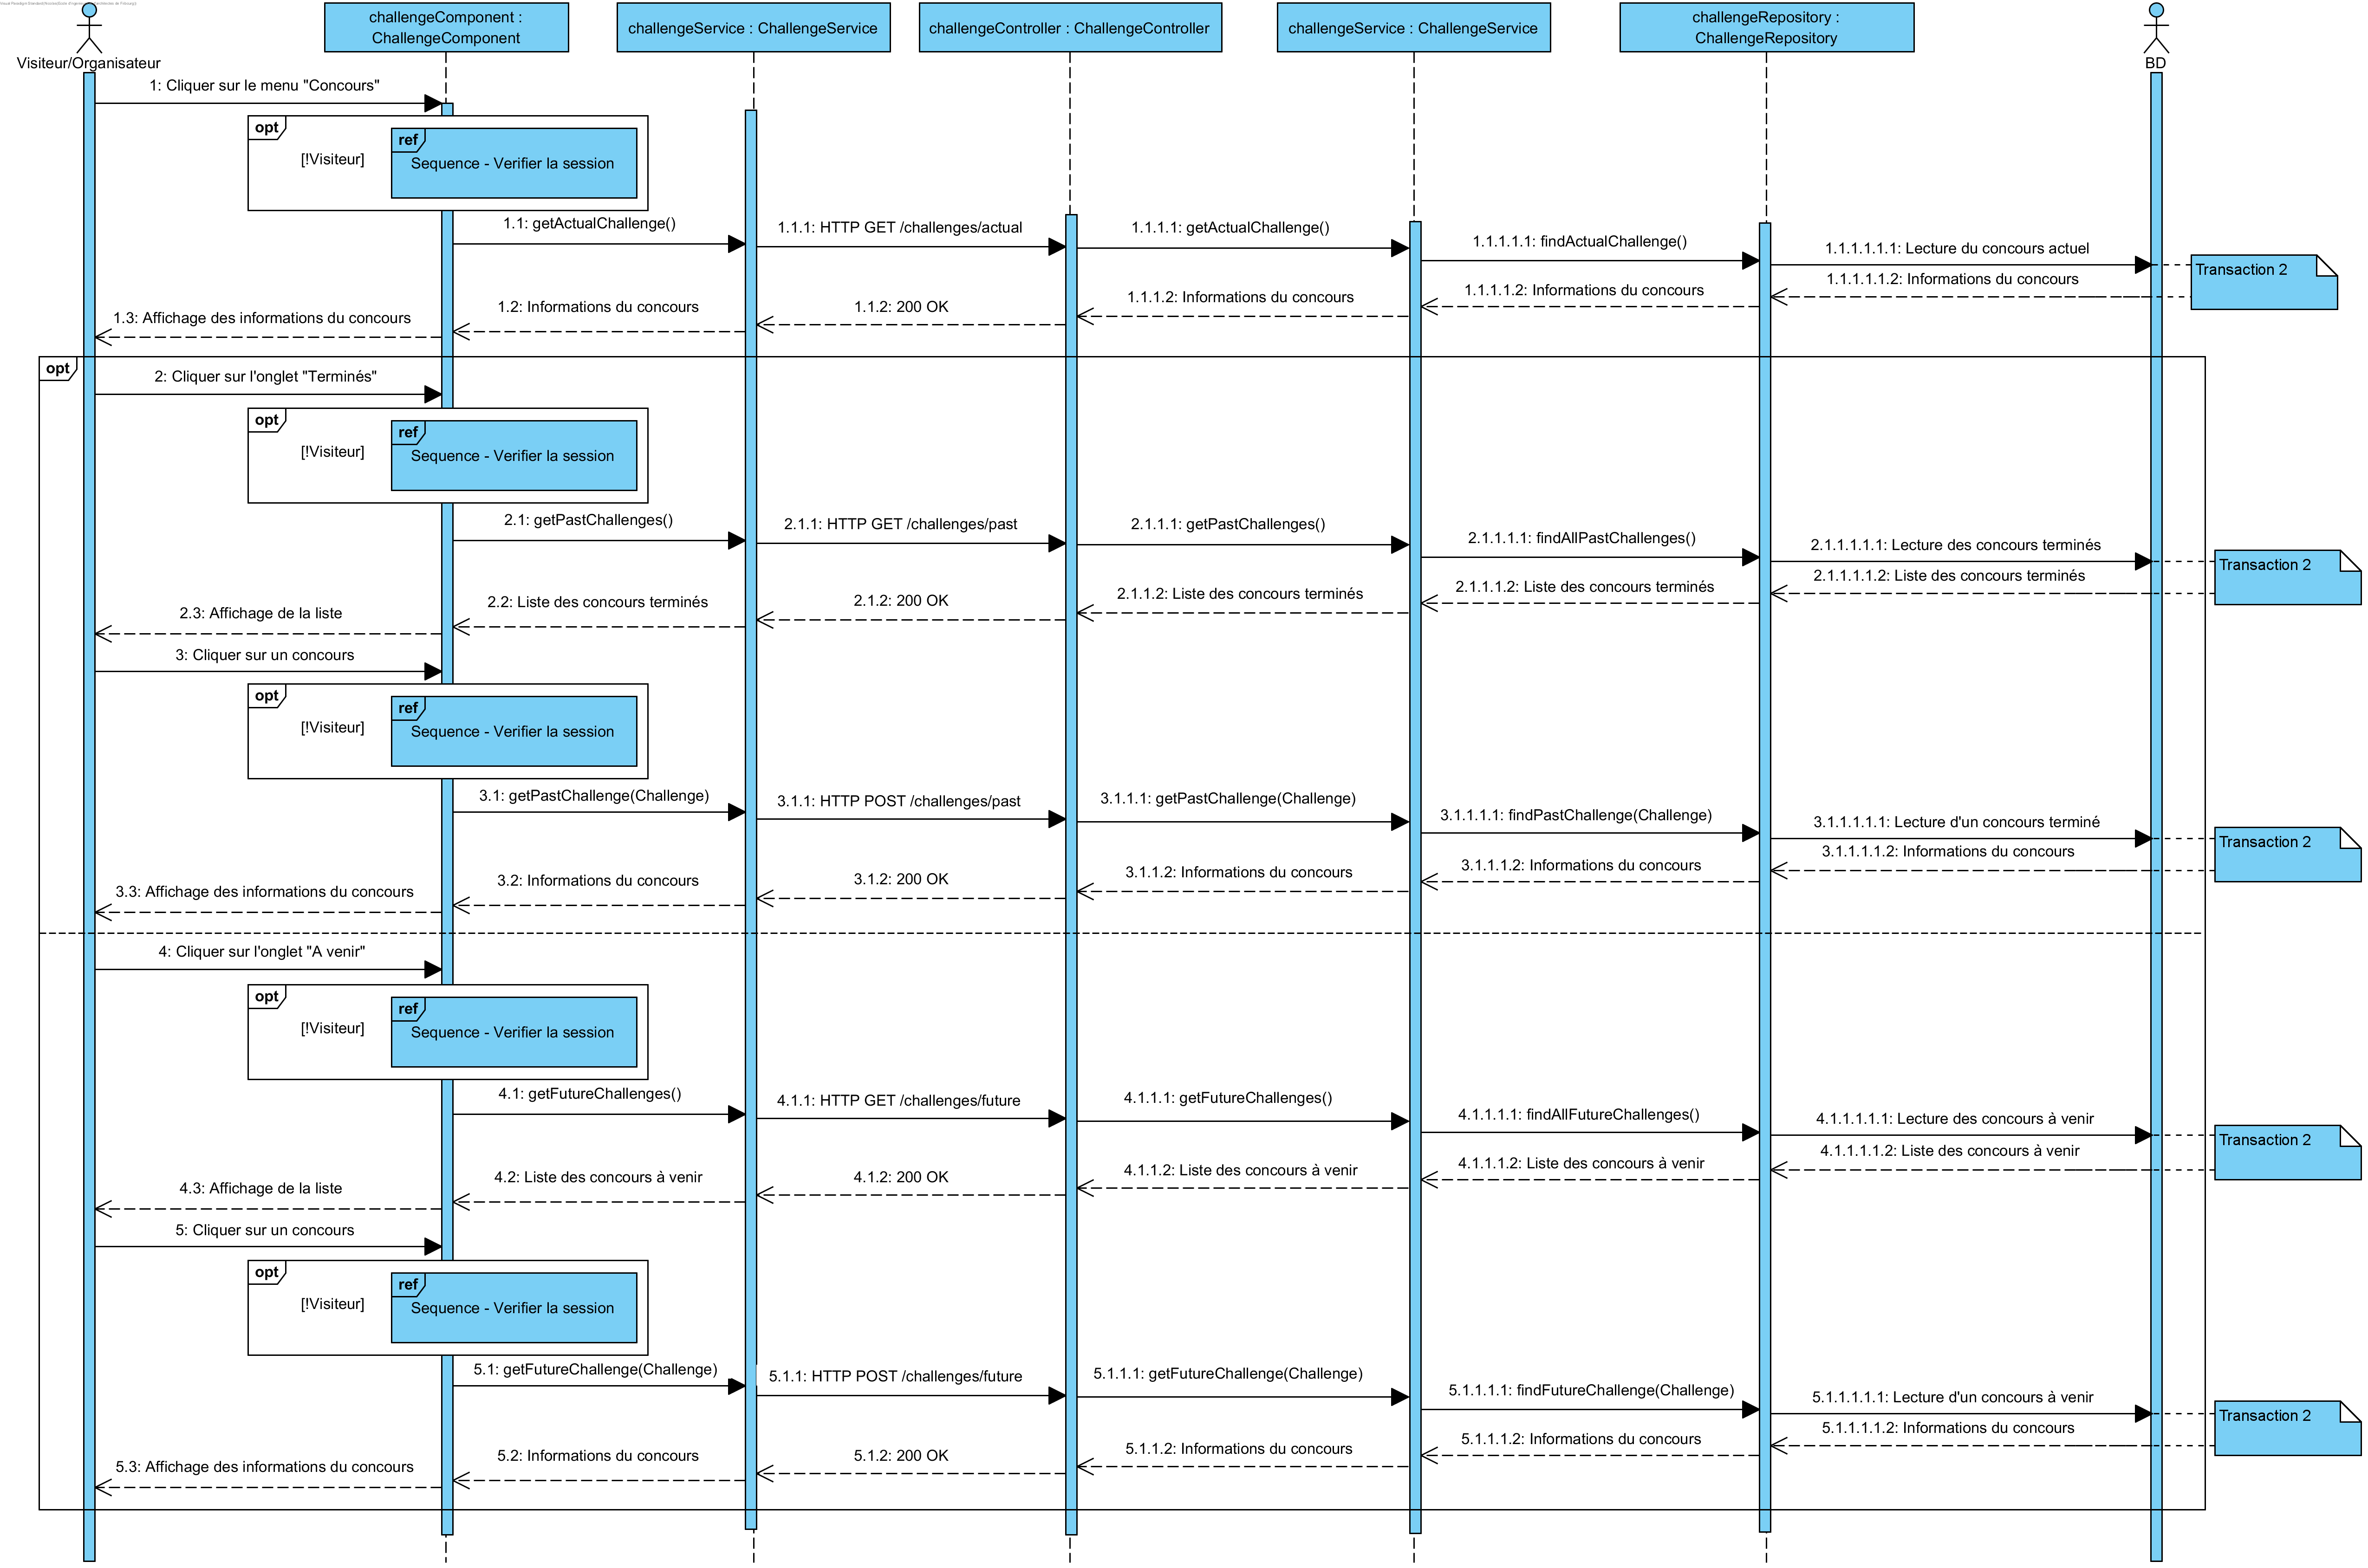 challengeComponent :
ChallengeComponent
challengeService : ChallengeService
challengeController : ChallengeController
challengeService : ChallengeService
challengeRepository :
ChallengeRepository
Visiteur/Organisateur
BD
1: Cliquer sur le menu "Concours"
opt
[!Visiteur]
ref
Sequence - Verifier la session
1.1: getActualChallenge()
1.1.1: HTTP GET /challenges/actual
1.1.1.1: getActualChallenge()
1.1.1.1.1: findActualChallenge()
1.1.1.1.1.1: Lecture du concours actuel
Transaction 2
1.1.1.1.1.2: Informations du concours
1.1.1.1.2: Informations du concours
1.1.1.2: Informations du concours
1.1.2: 200 OK
1.2: Informations du concours
1.3: Affichage des informations du concours
opt
2: Cliquer sur l'onglet "Terminés"
opt
[!Visiteur]
ref
Sequence - Verifier la session
2.1: getPastChallenges()
2.1.1: HTTP GET /challenges/past
2.1.1.1: getPastChallenges()
2.1.1.1.1: findAllPastChallenges()
2.1.1.1.1.1: Lecture des concours terminés
Transaction 2
2.1.1.1.1.2: Liste des concours terminés
2.1.1.1.2: Liste des concours terminés
2.1.1.2: Liste des concours terminés
2.1.2: 200 OK
2.2: Liste des concours terminés
2.3: Affichage de la liste
3: Cliquer sur un concours
opt
[!Visiteur]
ref
Sequence - Verifier la session
3.1: getPastChallenge(Challenge)
3.1.1: HTTP POST /challenges/past
3.1.1.1: getPastChallenge(Challenge)
3.1.1.1.1: findPastChallenge(Challenge)
3.1.1.1.1.1: Lecture d'un concours terminé
Transaction 2
3.1.1.1.1.2: Informations du concours
3.1.1.1.2: Informations du concours
3.1.1.2: Informations du concours
3.1.2: 200 OK
3.2: Informations du concours
3.3: Affichage des informations du concours
4: Cliquer sur l'onglet "A venir"
opt
[!Visiteur]
ref
Sequence - Verifier la session
4.1: getFutureChallenges()
4.1.1: HTTP GET /challenges/future
4.1.1.1: getFutureChallenges()
4.1.1.1.1: findAllFutureChallenges()
4.1.1.1.1.1: Lecture des concours à venir
Transaction 2
4.1.1.1.1.2: Liste des concours à venir
4.1.1.1.2: Liste des concours à venir
4.1.1.2: Liste des concours à venir
4.1.2: 200 OK
4.2: Liste des concours à venir
4.3: Affichage de la liste
5: Cliquer sur un concours
opt
[!Visiteur]
ref
Sequence - Verifier la session
5.1: getFutureChallenge(Challenge)
5.1.1: HTTP POST /challenges/future
5.1.1.1: getFutureChallenge(Challenge)
5.1.1.1.1: findFutureChallenge(Challenge)
5.1.1.1.1.1: Lecture d'un concours à venir
Transaction 2
5.1.1.1.1.2: Informations du concours
5.1.1.1.2: Informations du concours
5.1.1.2: Informations du concours
5.1.2: 200 OK
5.2: Informations du concours
5.3: Affichage des informations du concours